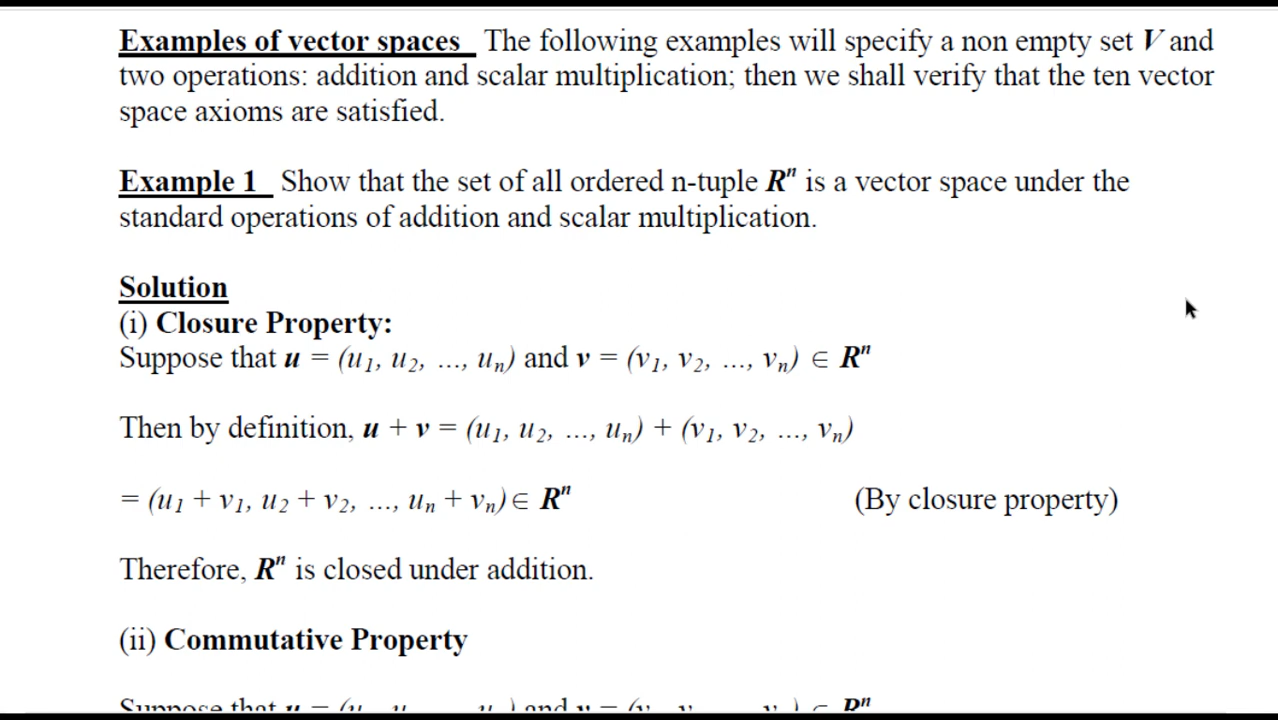 Examples of vector spaces The following examples will specify a non empty set V and
two operations: addition and scalar multiplication; then we shall verify that the ten vector
space axioms are satisfied.
Example 1 Show that the set of all ordered n-tuple Rⁿ is a vector space under the
standard operations of addition and scalar multiplication.
Solution
(i) Closure Property:
Suppose that u = (u₁, u₂, ..., uₙ) and v = (v₁, v₂, ..., vₙ) ∈ Rⁿ
Then by definition, u + v = (u₁, u₂, ..., uₙ) + (v₁, v₂, ..., vₙ)
= (u₁ + v₁, u₂ + v₂, ..., uₙ + vₙ)∈ Rⁿ (By closure property)
Therefore, Rⁿ is closed under addition.
(ii) Commutative Property
Suppose that u = (u u u ) and v = (v v v ) ∈ Rⁿ